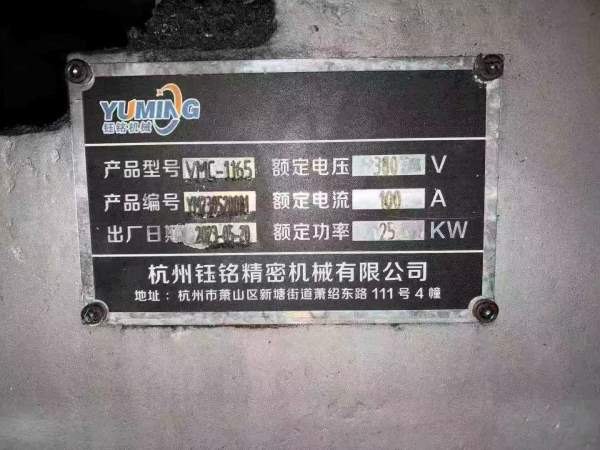 YUMING
钰铭机械
产品型号 VMC-1165 额定电压 380 V
产品编号 额定电流 100 A
出厂日期 2023-05-20 额定功率 25 KW
杭州钰铭精密机械有限公司
地址：杭州市萧山区新塘街道萧绍东路111号4幢